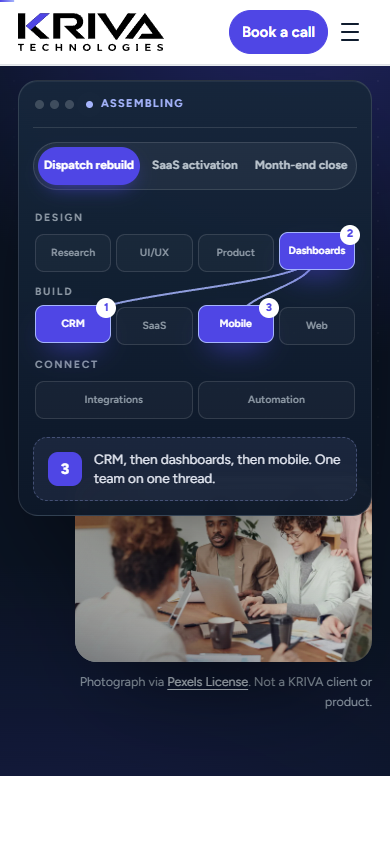 KRIVA
TECHNOLOGIES
Book a call
ASSEMBLING
Dispatch rebuild SaaS activation Month-end close
DESIGN
Research UI/UX Product Dashboards 2
BUILD
CRM 1 SaaS Mobile 3 Web
CONNECT
Integrations Automation
3 CRM, then dashboards, then mobile. One
team on one thread.
Photograph via Pexels License. Not a KRIVA client or
product.